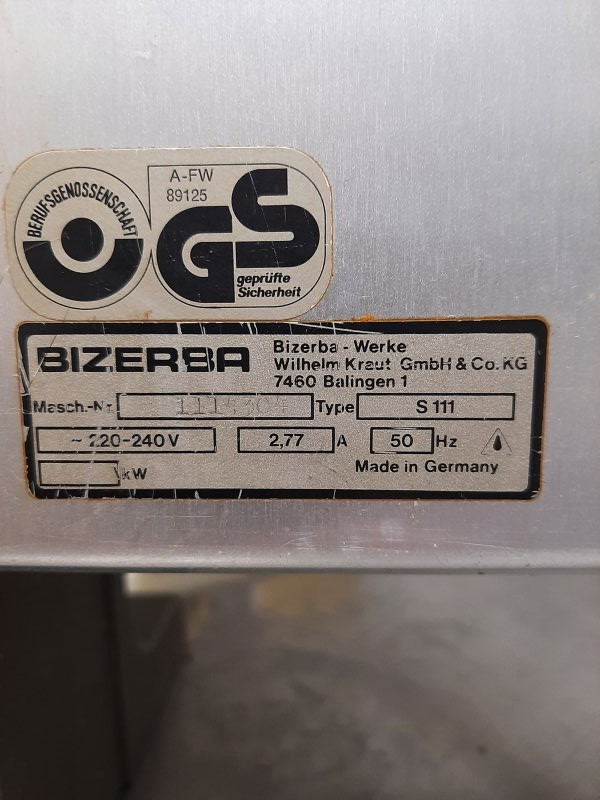 BERUFSGENOSSENSCHAFT
A-FW
89125
GS
geprüfte
Sicherheit
BIZERBA
Bizerba - Werke
Wilhelm Kraut GmbH & Co. KG
7460 Balingen 1
Masch.-Nr.
Type S 111
~ 220-240 V 2,77 A 50 Hz
kW
Made in Germany